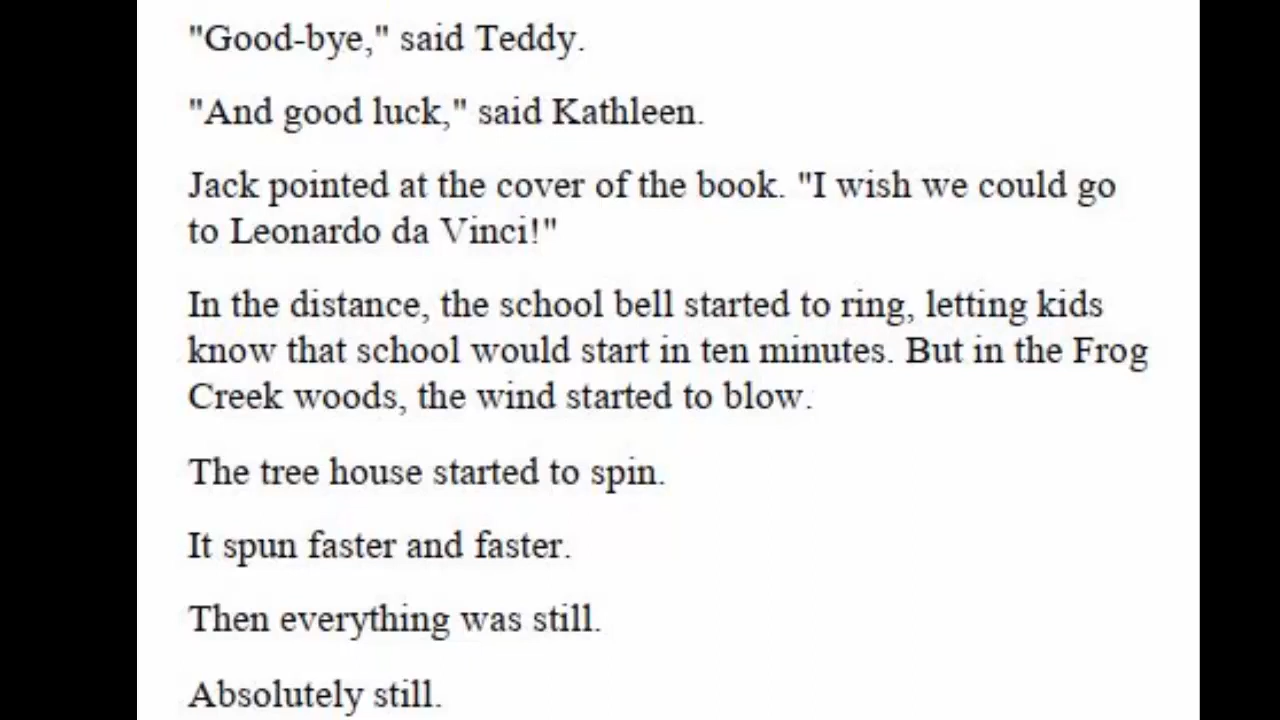 "Good-bye," said Teddy.
"And good luck," said Kathleen.
Jack pointed at the cover of the book. "I wish we could go
to Leonardo da Vinci!"
In the distance, the school bell started to ring, letting kids
know that school would start in ten minutes. But in the Frog
Creek woods, the wind started to blow.
The tree house started to spin.
It spun faster and faster.
Then everything was still.
Absolutely still.